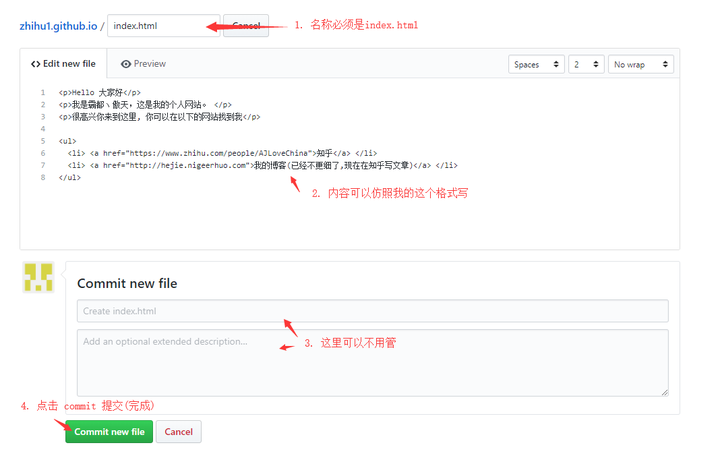 zhihu1.github.io / index.html Cancel
1. 名称必须是index.html
Edit new file Preview Spaces 2 No wrap
1 <p>Hello 大家好</p>
2 <p>我是霸都丶傲天，这是我的个人网站。 </p>
3 <p>很高兴你来到这里, 你可以在以下的网站找到我</p>
4
5 <ul>
6 <li> <a href="https://www.zhihu.com/people/AJLoveChina">知乎</a> </li>
7 <li> <a href="http://hejie.nigeerhuo.com">我的博客(已经不更细了,现在在知乎写文章)</a> </li>
8 </ul>
2. 内容可以仿照我的这个格式写
Commit new file
Create index.html
Add an optional extended description...
3. 这里可以不用管
4. 点击 commit 提交(完成)
Commit new file Cancel